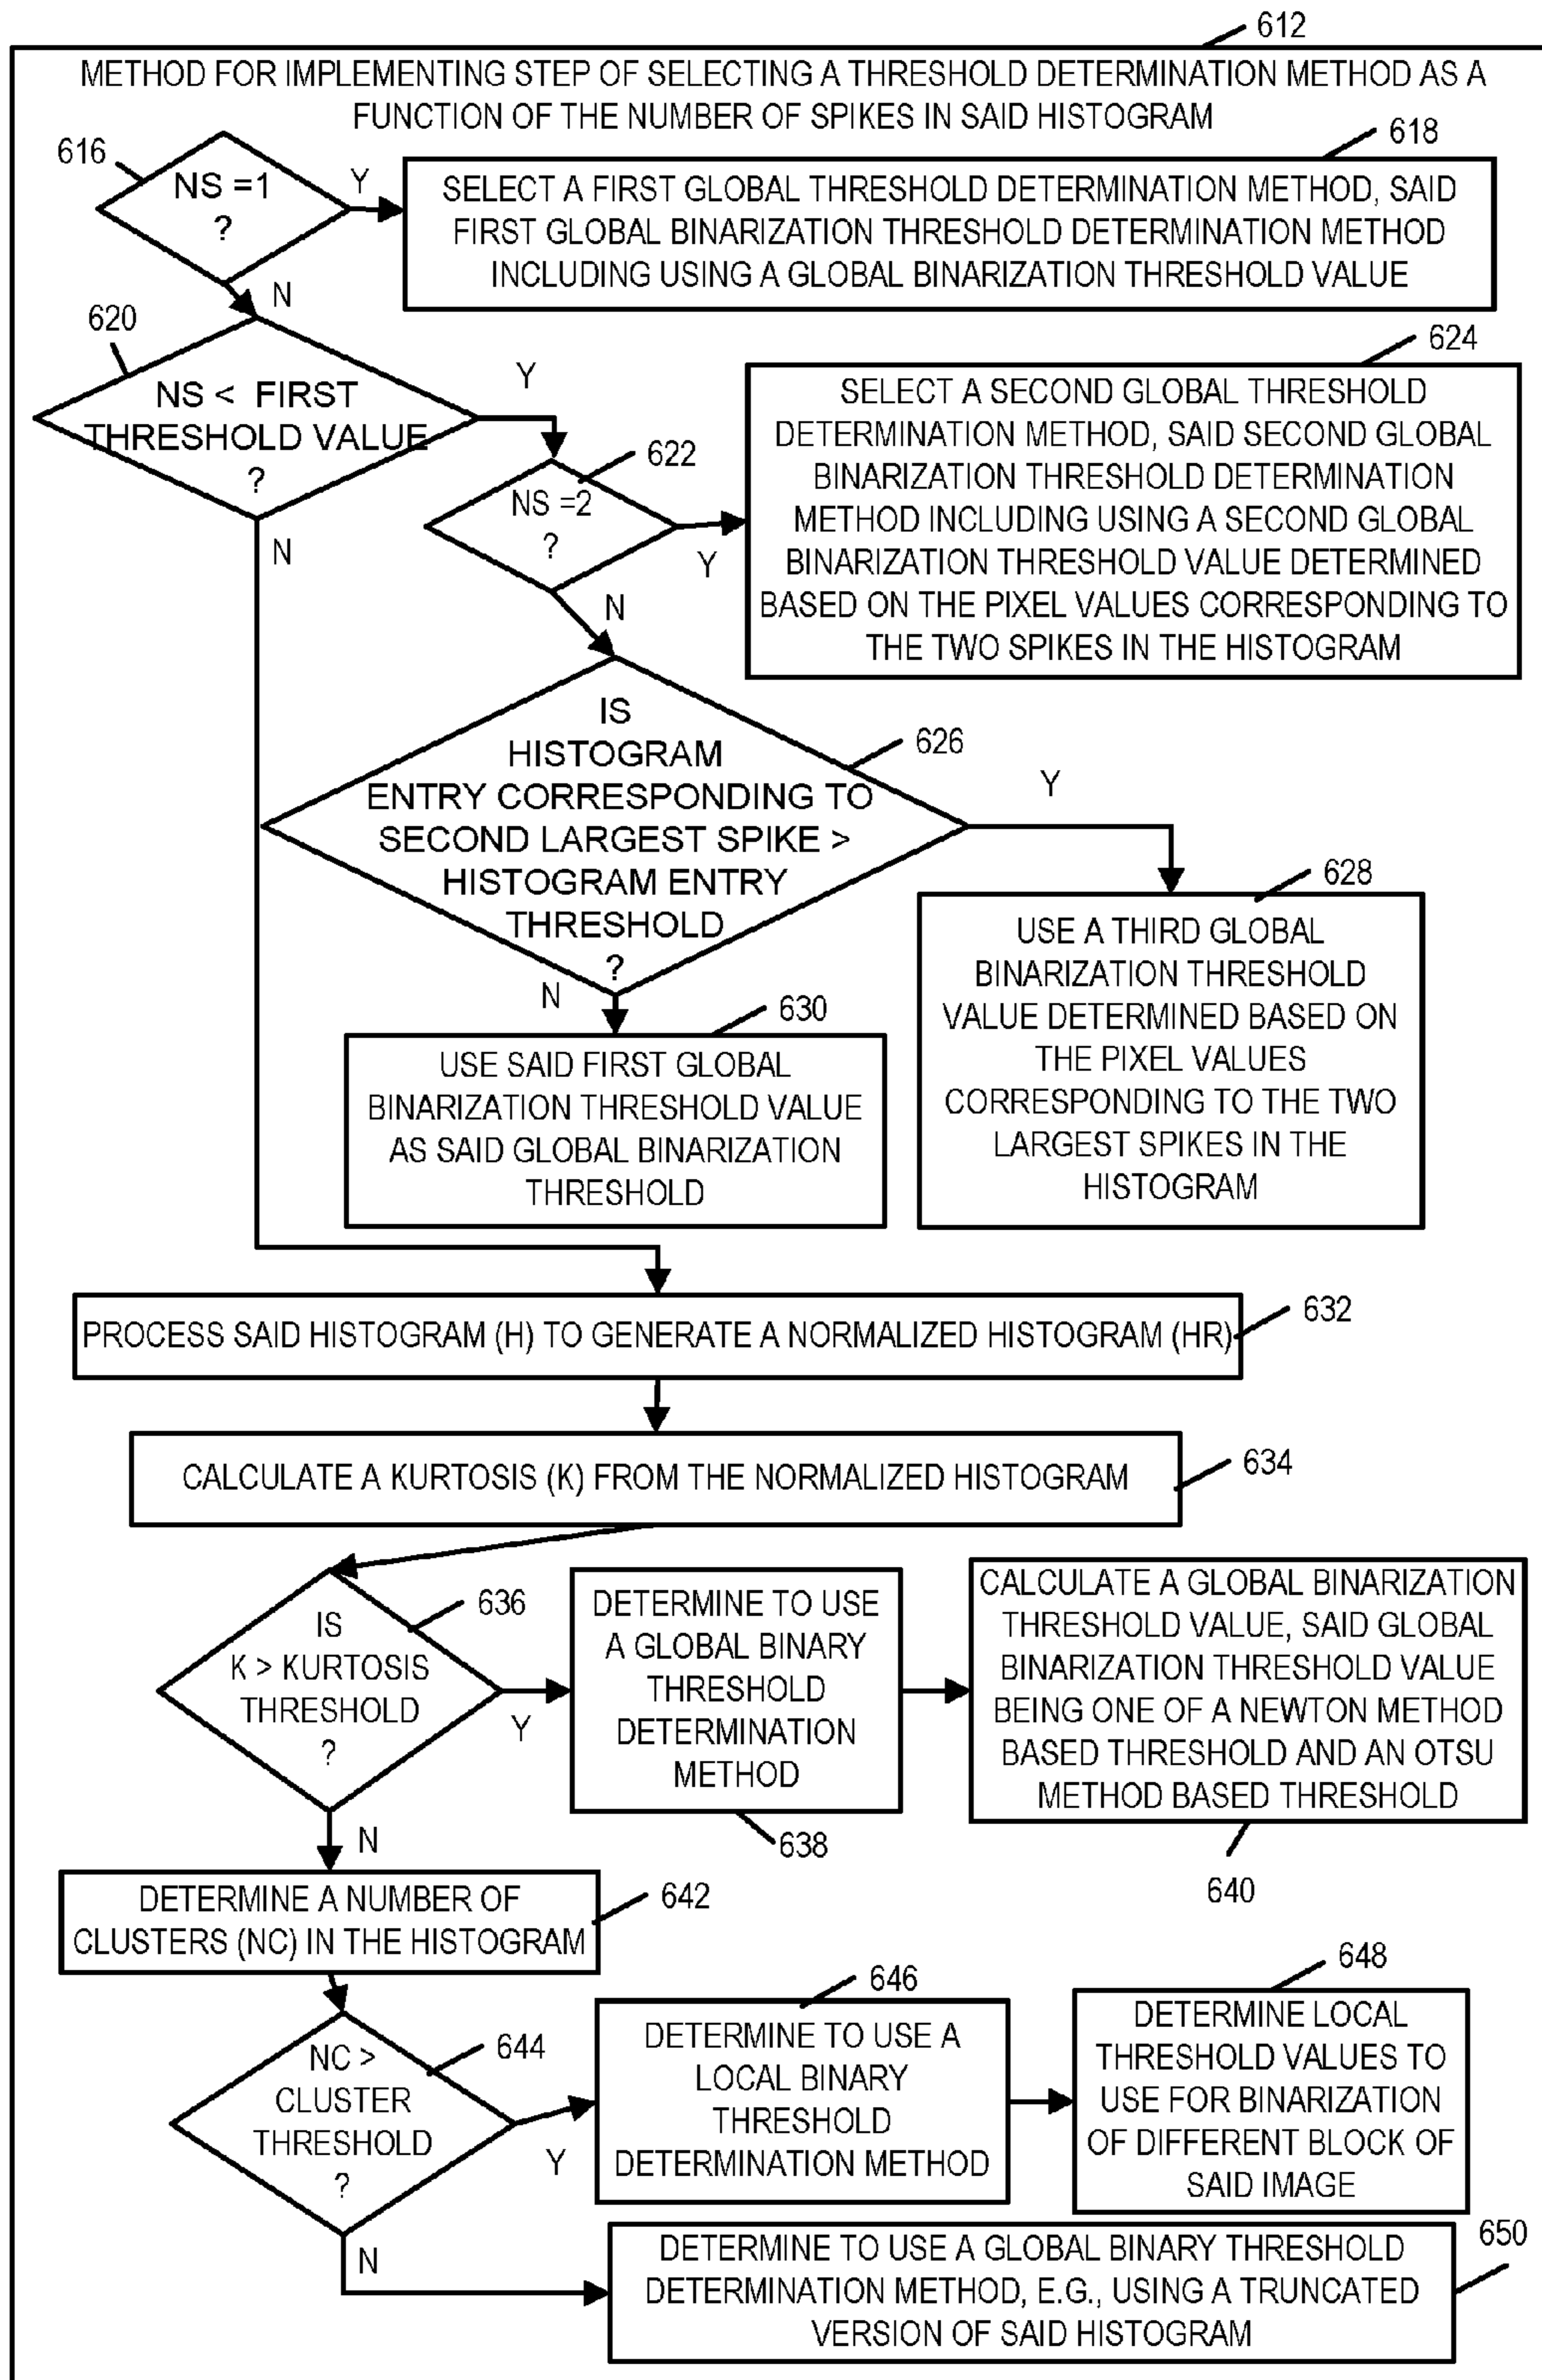 612
METHOD FOR IMPLEMENTING STEP OF SELECTING A THRESHOLD DETERMINATION METHOD AS A
FUNCTION OF THE NUMBER OF SPIKES IN SAID HISTOGRAM
616
NS =1
?
Y
618
SELECT A FIRST GLOBAL THRESHOLD DETERMINATION METHOD, SAID
FIRST GLOBAL BINARIZATION THRESHOLD DETERMINATION METHOD
INCLUDING USING A GLOBAL BINARIZATION THRESHOLD VALUE
N
620
NS < FIRST
THRESHOLD VALUE
?
Y
N
622
NS =2
?
Y
N
624
SELECT A SECOND GLOBAL THRESHOLD
DETERMINATION METHOD, SAID SECOND GLOBAL
BINARIZATION THRESHOLD DETERMINATION
METHOD INCLUDING USING A SECOND GLOBAL
BINARIZATION THRESHOLD VALUE DETERMINED
BASED ON THE PIXEL VALUES CORRESPONDING TO
THE TWO SPIKES IN THE HISTOGRAM
626
IS
HISTOGRAM
ENTRY CORRESPONDING TO
SECOND LARGEST SPIKE >
HISTOGRAM ENTRY
THRESHOLD
?
Y
N
628
USE A THIRD GLOBAL
BINARIZATION THRESHOLD
VALUE DETERMINED BASED ON
THE PIXEL VALUES
CORRESPONDING TO THE TWO
LARGEST SPIKES IN THE
HISTOGRAM
630
USE SAID FIRST GLOBAL
BINARIZATION THRESHOLD VALUE
AS SAID GLOBAL BINARIZATION
THRESHOLD
632
PROCESS SAID HISTOGRAM (H) TO GENERATE A NORMALIZED HISTOGRAM (HR)
634
CALCULATE A KURTOSIS (K) FROM THE NORMALIZED HISTOGRAM
636
IS
K > KURTOSIS
THRESHOLD
?
Y
N
DETERMINE TO USE
A GLOBAL BINARY
THRESHOLD
DETERMINATION
METHOD
638
CALCULATE A GLOBAL BINARIZATION
THRESHOLD VALUE, SAID GLOBAL
BINARIZATION THRESHOLD VALUE
BEING ONE OF A NEWTON METHOD
BASED THRESHOLD AND AN OTSU
METHOD BASED THRESHOLD
640
642
DETERMINE A NUMBER OF
CLUSTERS (NC) IN THE HISTOGRAM
644
NC >
CLUSTER
THRESHOLD
?
Y
N
646
DETERMINE TO USE A
LOCAL BINARY
THRESHOLD
DETERMINATION METHOD
648
DETERMINE LOCAL
THRESHOLD VALUES TO
USE FOR BINARIZATION
OF DIFFERENT BLOCK OF
SAID IMAGE
650
DETERMINE TO USE A GLOBAL BINARY THRESHOLD
DETERMINATION METHOD, E.G., USING A TRUNCATED
VERSION OF SAID HISTOGRAM